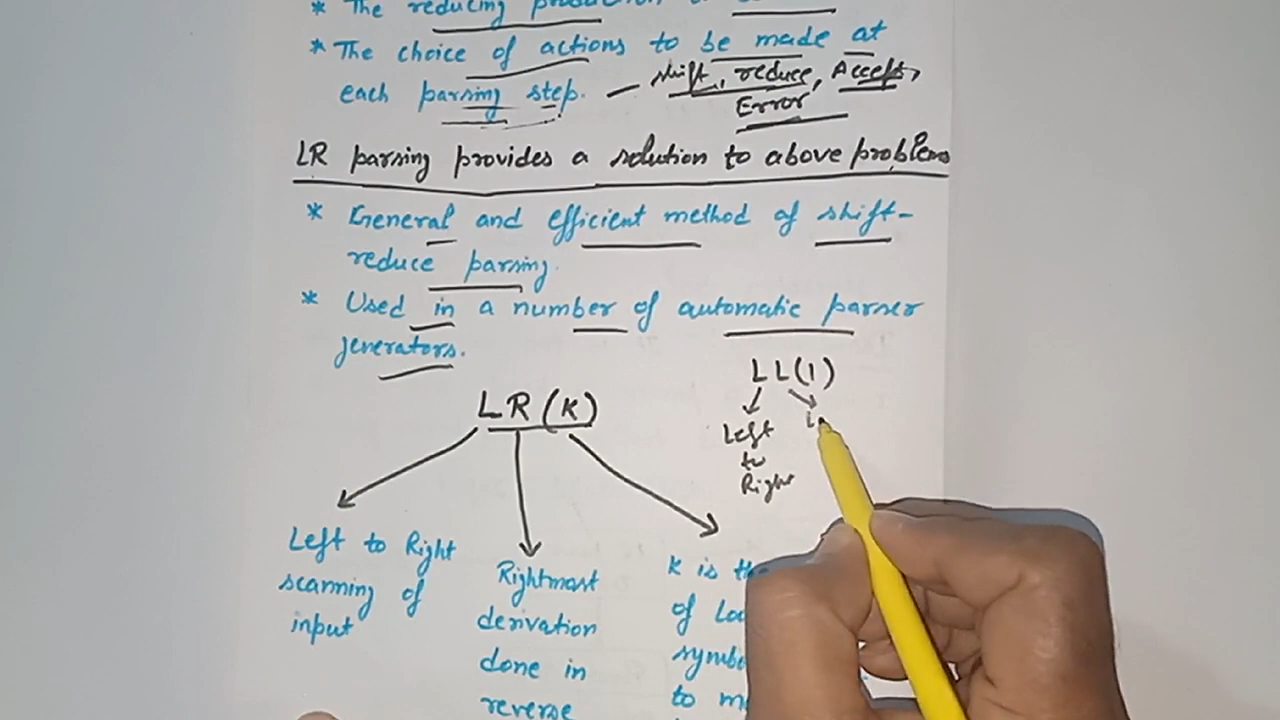 * The reducing
* The choice of actions to be made at
each parsing step. – shift, reduce, Accept,
Error
LR parsing provides a solution to above problems
* General and efficient method of shift-
reduce parsing.
* Used in a number of automatic parser
generators.
LL(1)
LR(K)
Left
to
Right
Left to Right
scanning of
input
Rightmost
derivation
done in
reverse
K is
of
to